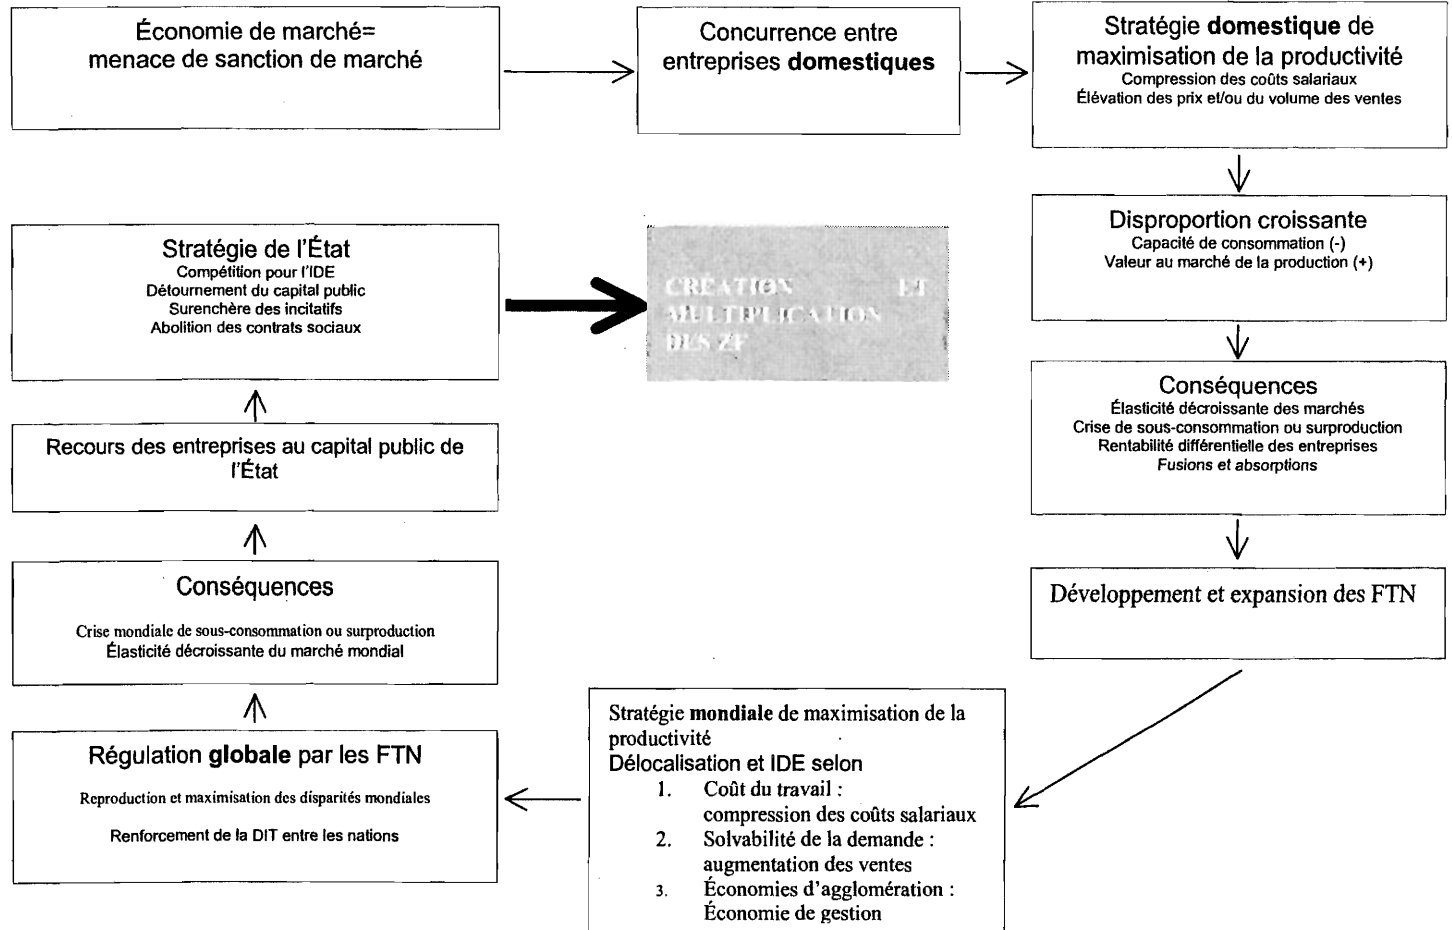 Économie de marché=
menace de sanction de marché
Concurrence entre
entreprises domestiques
Stratégie domestique de
maximisation de la productivité
Compression des coûts salariaux
Élévation des prix et/ou du volume des ventes
Disproportion croissante
Capacité de consommation (-)
Valeur au marché de la production (+)
Conséquences
Élasticité décroissante des marchés
Crise de sous-consommation ou surproduction
Rentabilité différentielle des entreprises
Fusions et absorptions
Développement et expansion des FTN
Stratégie mondiale de maximisation de la
productivité
Délocalisation et IDE selon
1. Coût du travail :
compression des coûts salariaux
2. Solvabilité de la demande :
augmentation des ventes
3. Économies d'agglomération :
Économie de gestion
Régulation globale par les FTN
Reproduction et maximisation des disparités mondiales
Renforcement de la DIT entre les nations
Conséquences
Crise mondiale de sous-consommation ou surproduction
Élasticité décroissante du marché mondial
Recours des entreprises au capital public de
l'État
Stratégie de l'État
Compétition pour l'IDE
Détournement du capital public
Surenchère des incitatifs
Abolition des contrats sociaux
CRÉATION ET
MULTIPLICATION
DES ZF